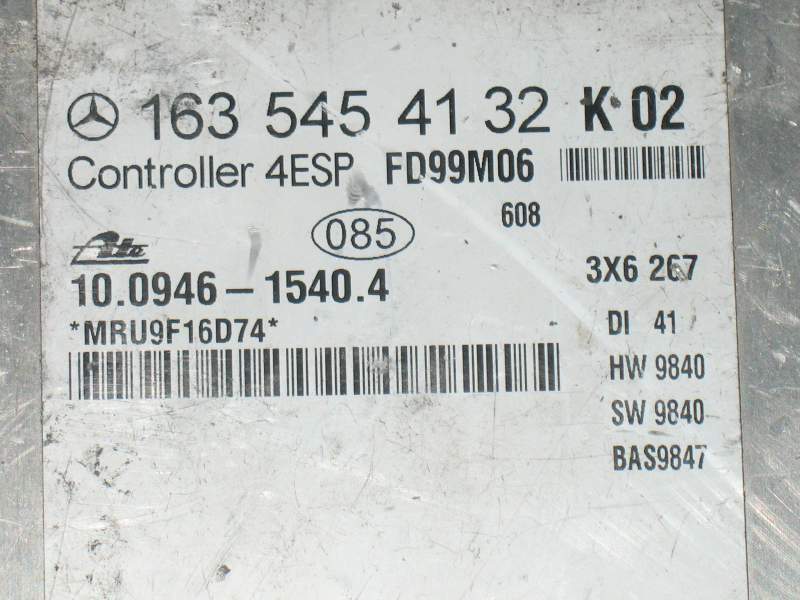 163 545 41 32 K 02
Controller 4ESP FD99M06
608
085
Ate
10.0946-1540.4
3X6 267
*MRU9F16D74*
DI 41
HW 9840
SW 9840
BAS9847